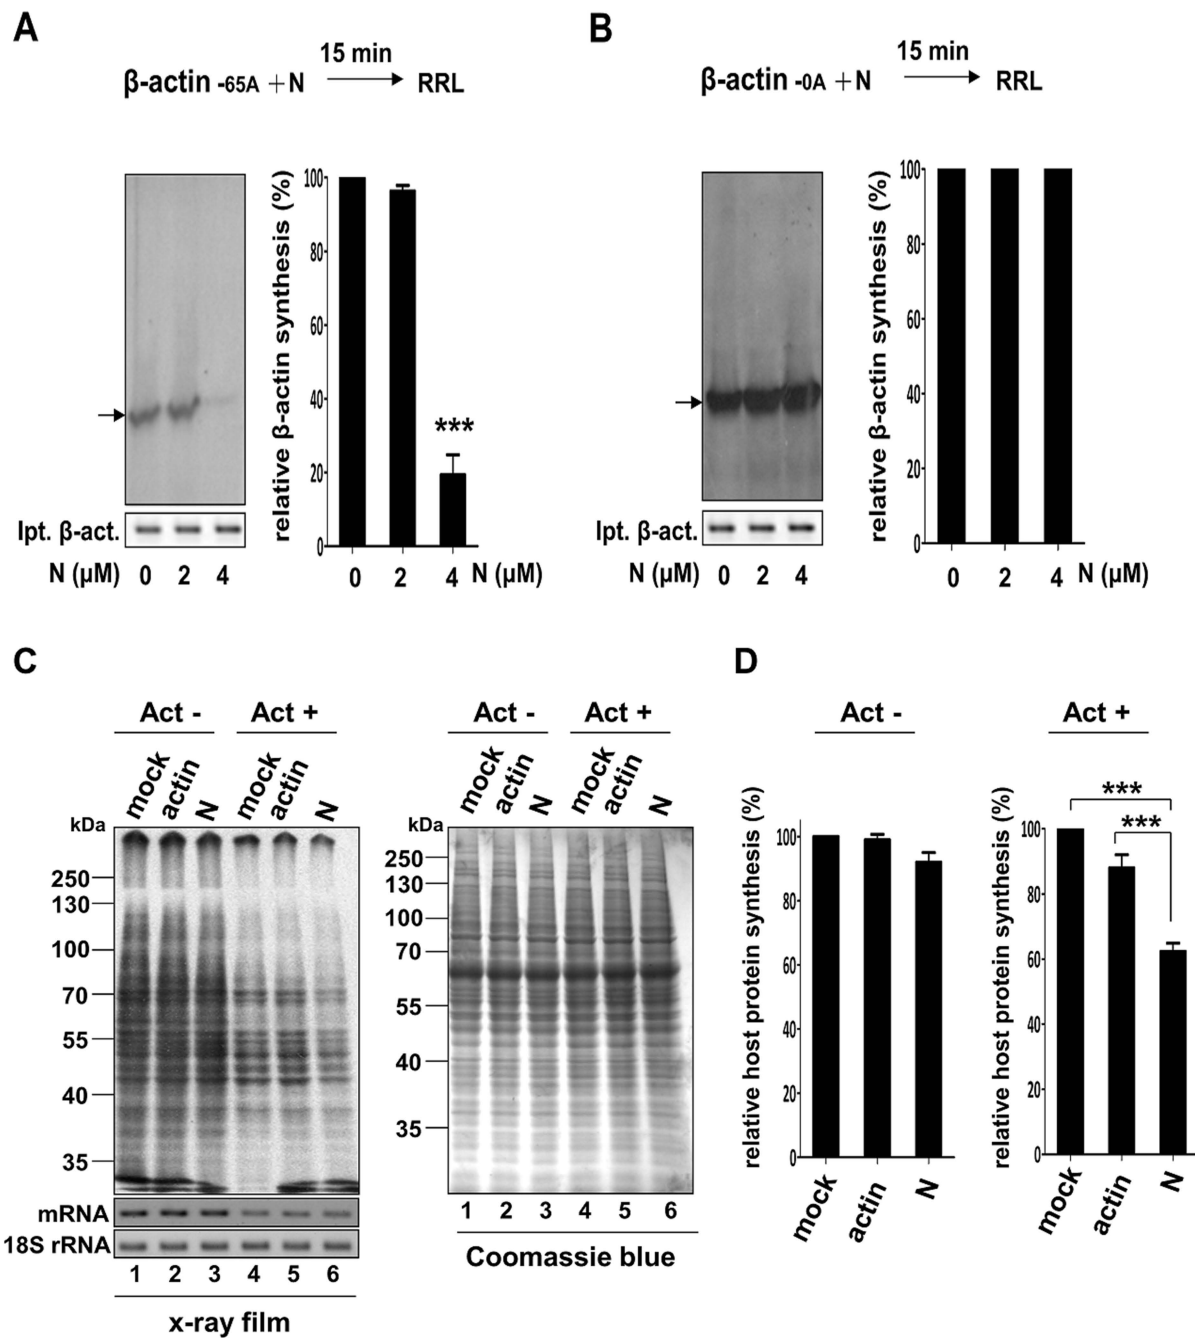 A
15 min
β-actin -65A + N → RRL
relative β-actin synthesis (%)
100
80
60
40
20
0
***
Ipt. β-act.
N (µM) 0 2 4
0 2 4 N (µM)
B
15 min
β-actin -0A + N → RRL
relative β-actin synthesis (%)
100
80
60
40
20
0
Ipt. β-act.
N (µM) 0 2 4
0 2 4 N (µM)
C
Act - Act +
mock actin N mock actin N
kDa
250
130
100
70
55
40
35
mRNA
18S rRNA
1 2 3 4 5 6
x-ray film
Act - Act +
mock actin N mock actin N
kDa
250
130
100
70
55
40
35
1 2 3 4 5 6
Coomassie blue
D
Act -
relative host protein synthesis (%)
100
80
60
40
20
0
mock actin N
Act +
relative host protein synthesis (%)
100
80
60
40
20
0
***
***
mock actin N